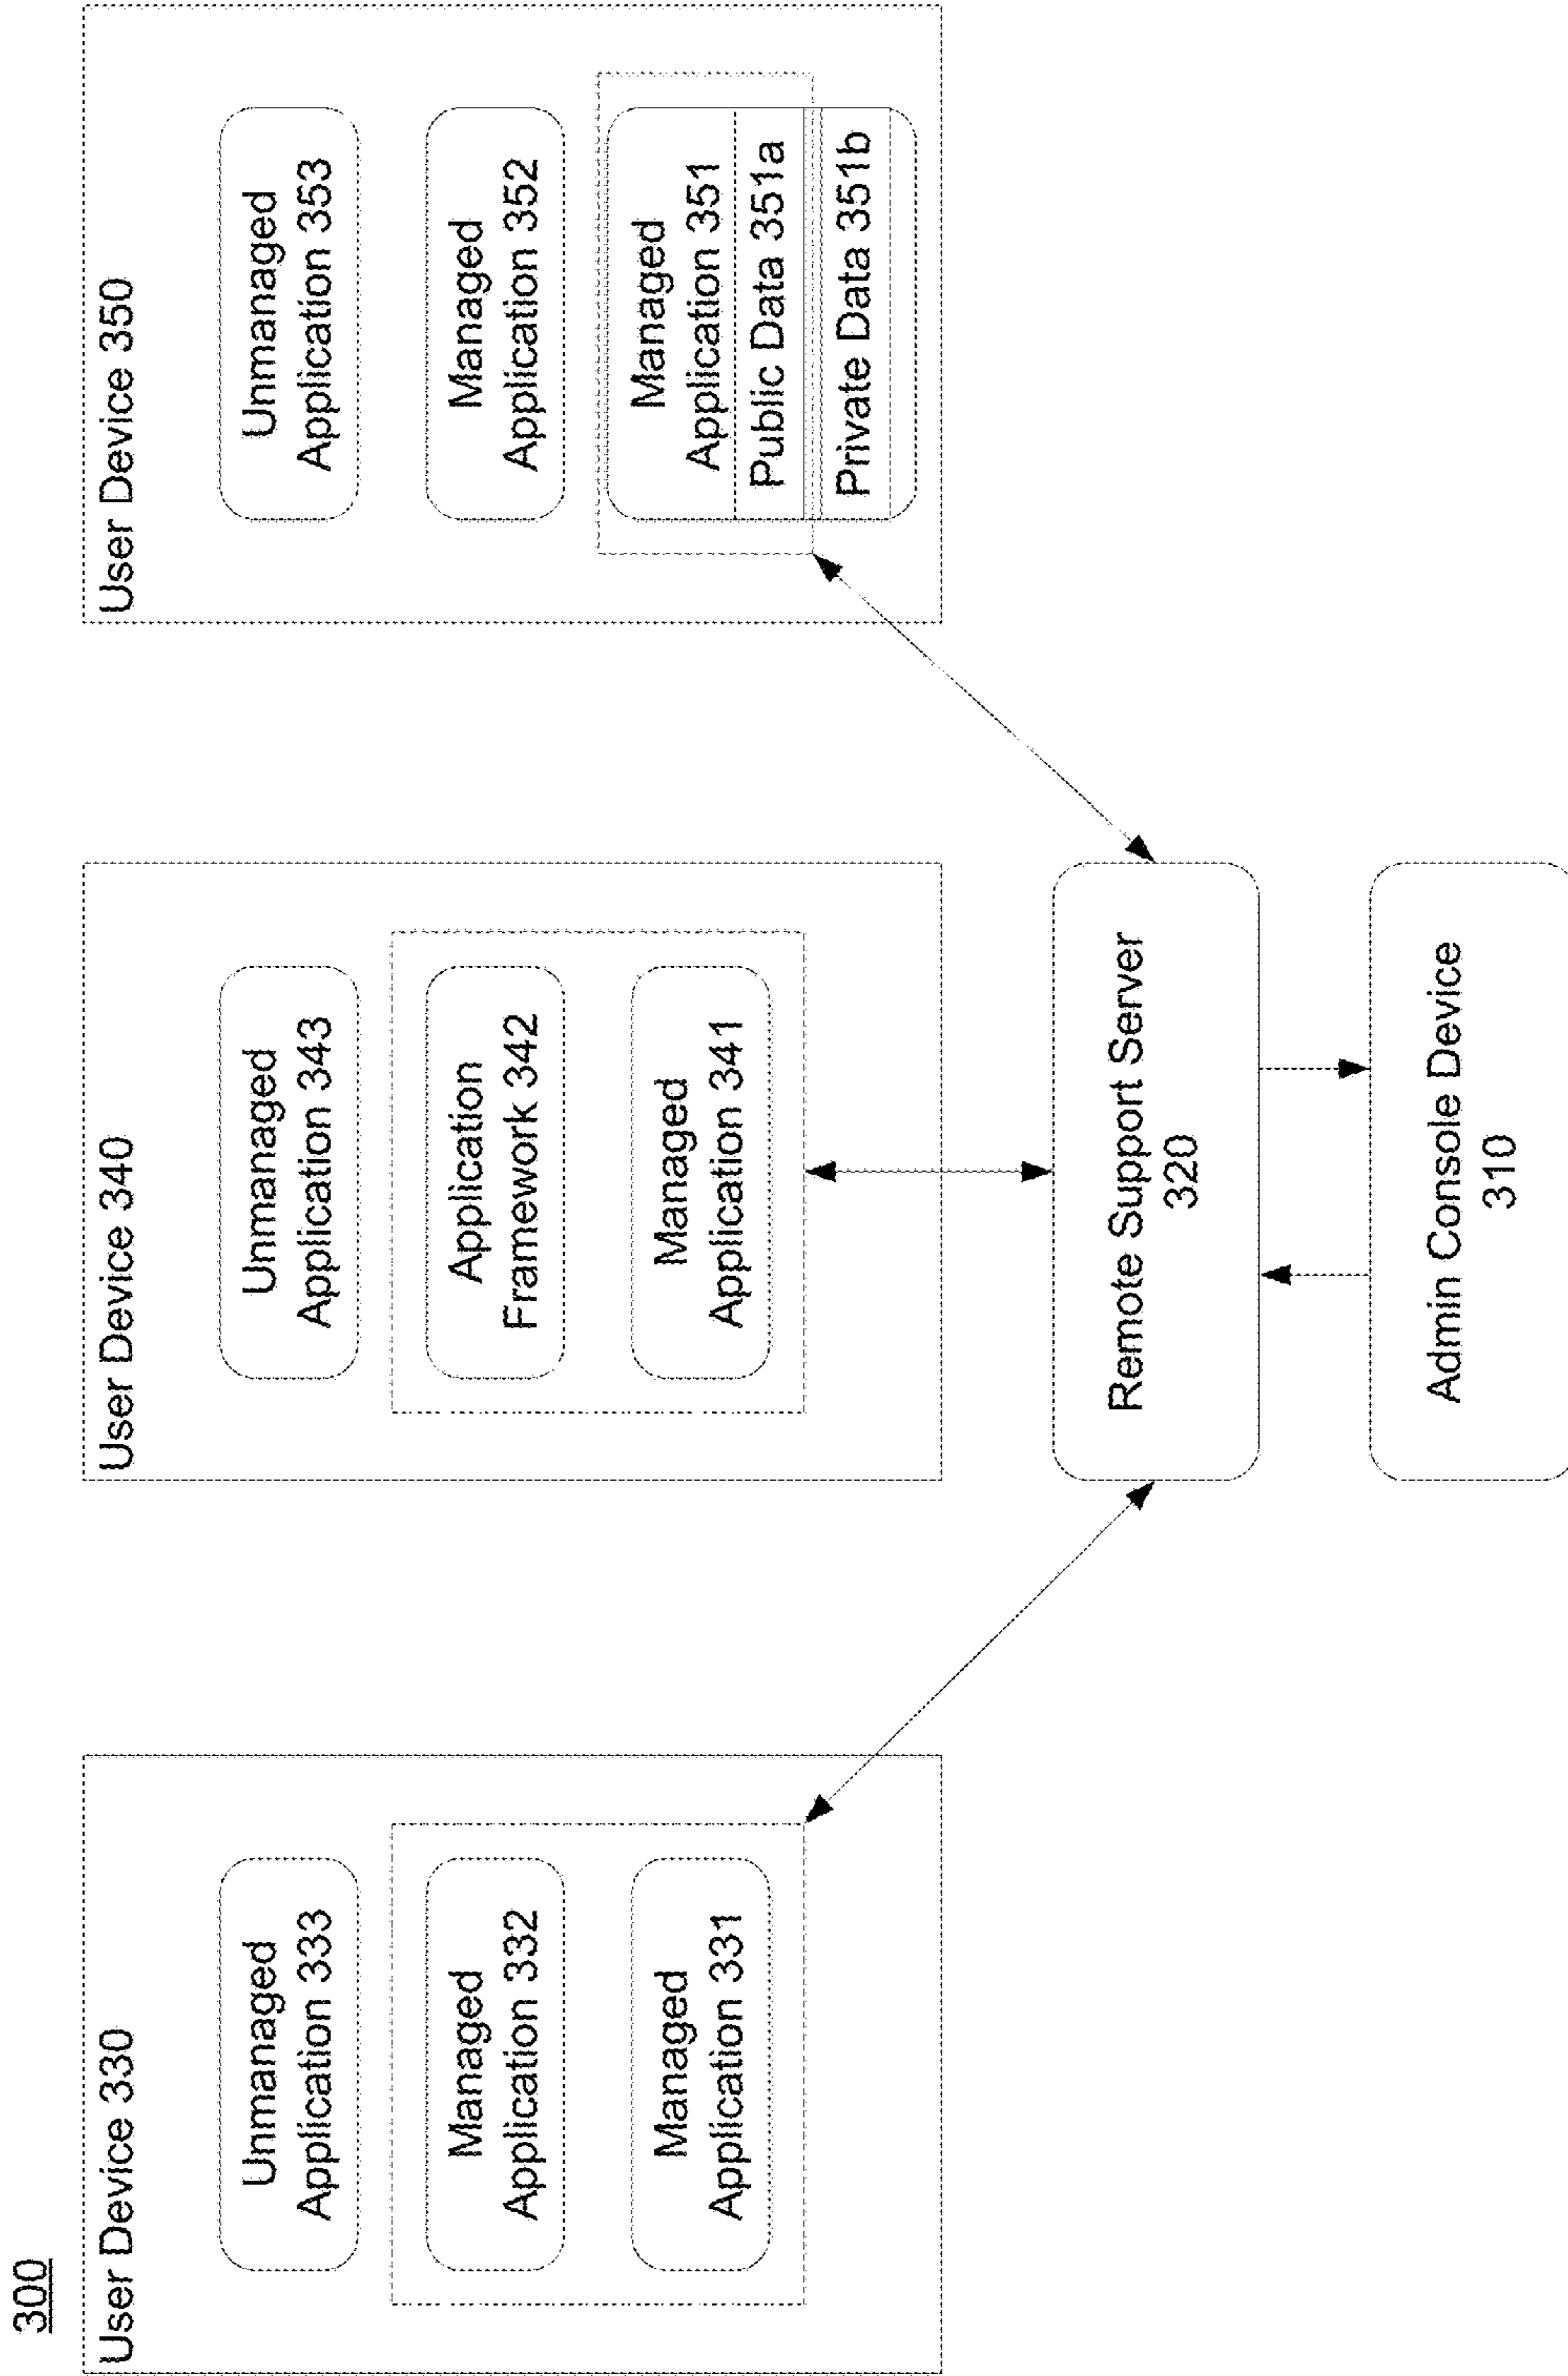 300
User Device 330
Unmanaged
Application 333
Managed
Application 332
Managed
Application 331
User Device 340
Unmanaged
Application 343
Application
Framework 342
Managed
Application 341
User Device 350
Unmanaged
Application 353
Managed
Application 352
Managed
Application 351
Public Data 351a
Private Data 351b
Remote Support Server
320
Admin Console Device
310